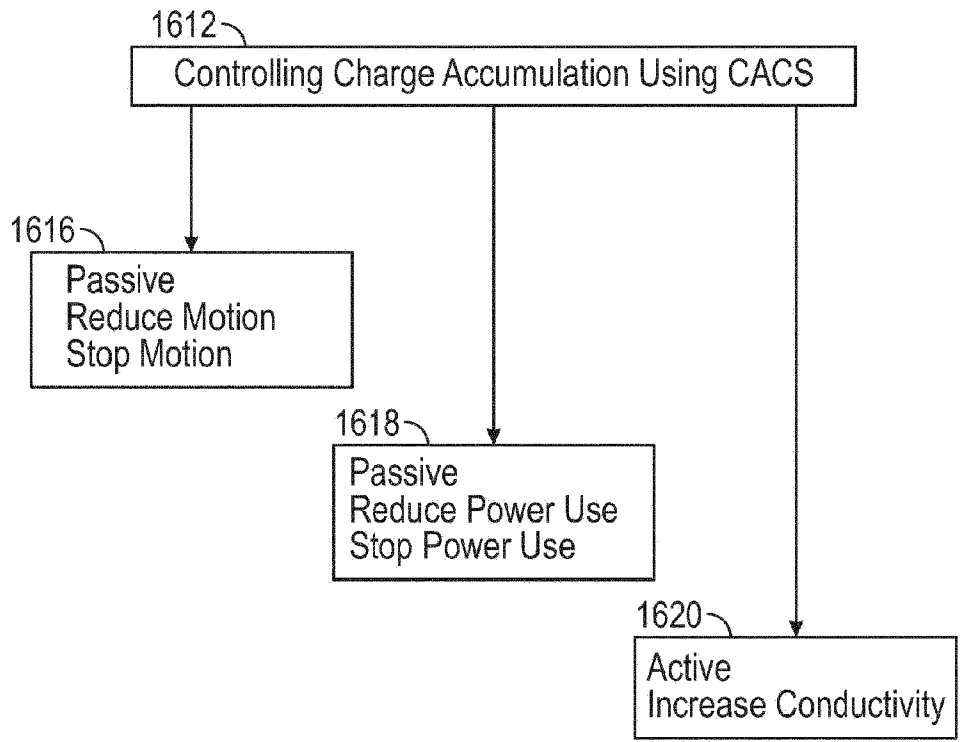 1612
Controlling Charge Accumulation Using CACS
1616
Passive
Reduce Motion
Stop Motion
1618
Passive
Reduce Power Use
Stop Power Use
1620
Active
Increase Conductivity